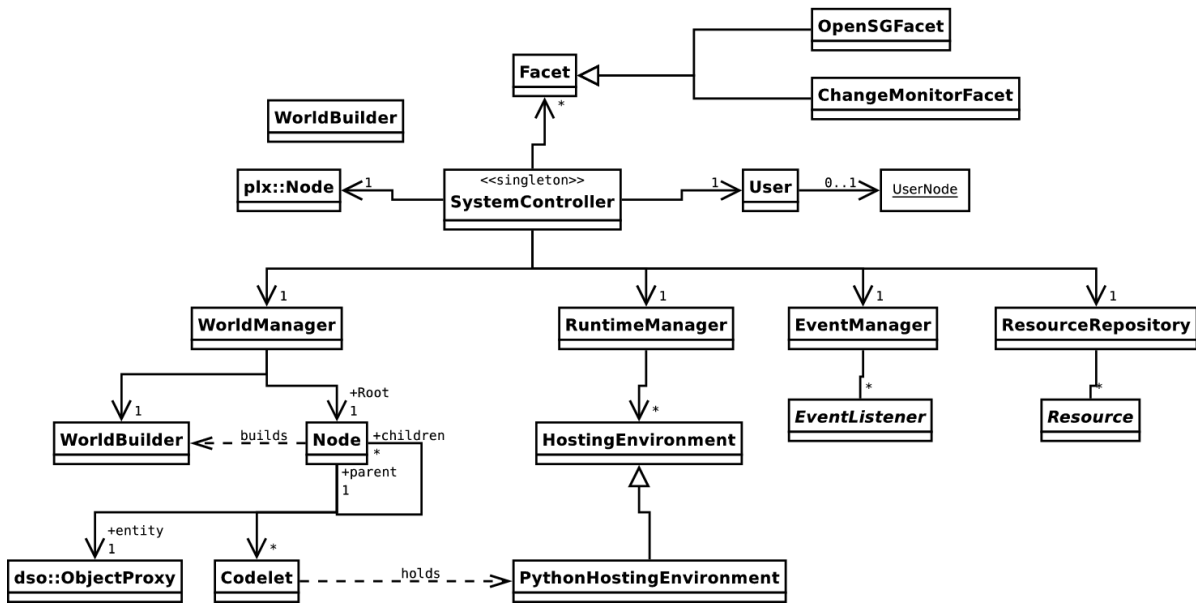 OpenSGFacet
Facet
ChangeMonitorFacet
*
WorldBuilder
<<singleton>>
SystemController
plx::Node
1
1
User
0..1
UserNode
1
1
1
1
WorldManager
RuntimeManager
EventManager
ResourceRepository
+Root
1
1
*
*
*
EventListener
Resource
WorldBuilder
builds
Node
+children
*
HostingEnvironment
+parent
1
+entity
1
*
dso::ObjectProxy
Codelet
holds
PythonHostingEnvironment